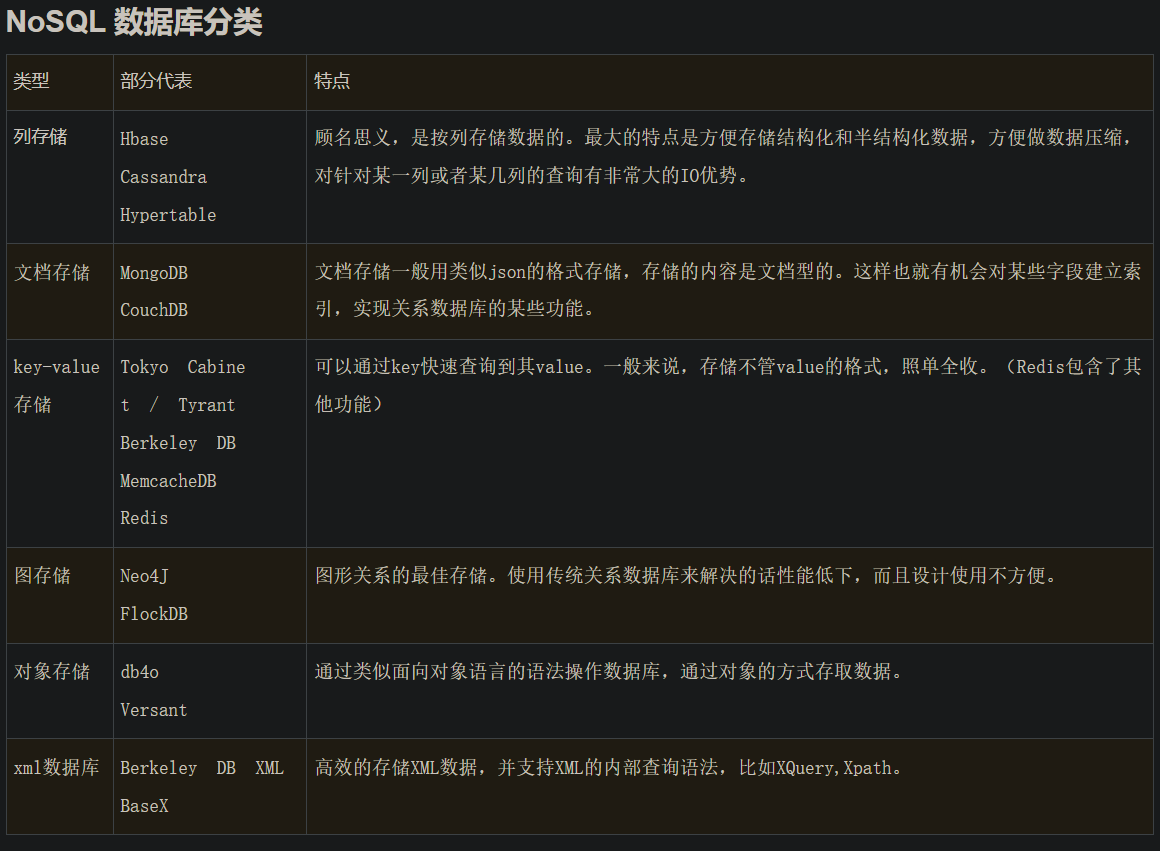 NoSQL 数据库分类
类型 部分代表 特点
列存储
Hbase
Cassandra
Hypertable
顾名思义，是按列存储数据的。最大的特点是方便存储结构化和半结构化数据，方便做数据压缩，
对针对某一列或者某几列的查询有非常大的IO优势。
文档存储
MongoDB
CouchDB
文档存储一般用类似json的格式存储，存储的内容是文档型的。这样也就有机会对某些字段建立索
引，实现关系数据库的某些功能。
key-value
存储
Tokyo Cabine
t / Tyrant
Berkeley DB
MemcacheDB
Redis
可以通过key快速查询到其value。一般来说，存储不管value的格式，照单全收。（Redis包含了其
他功能）
图存储
Neo4J
FlockDB
图形关系的最佳存储。使用传统关系数据库来解决的话性能低下，而且设计使用不方便。
对象存储
db4o
Versant
通过类似面向对象语言的语法操作数据库，通过对象的方式存取数据。
xml数据库
Berkeley DB XML
BaseX
高效的存储XML数据，并支持XML的内部查询语法，比如XQuery,Xpath。